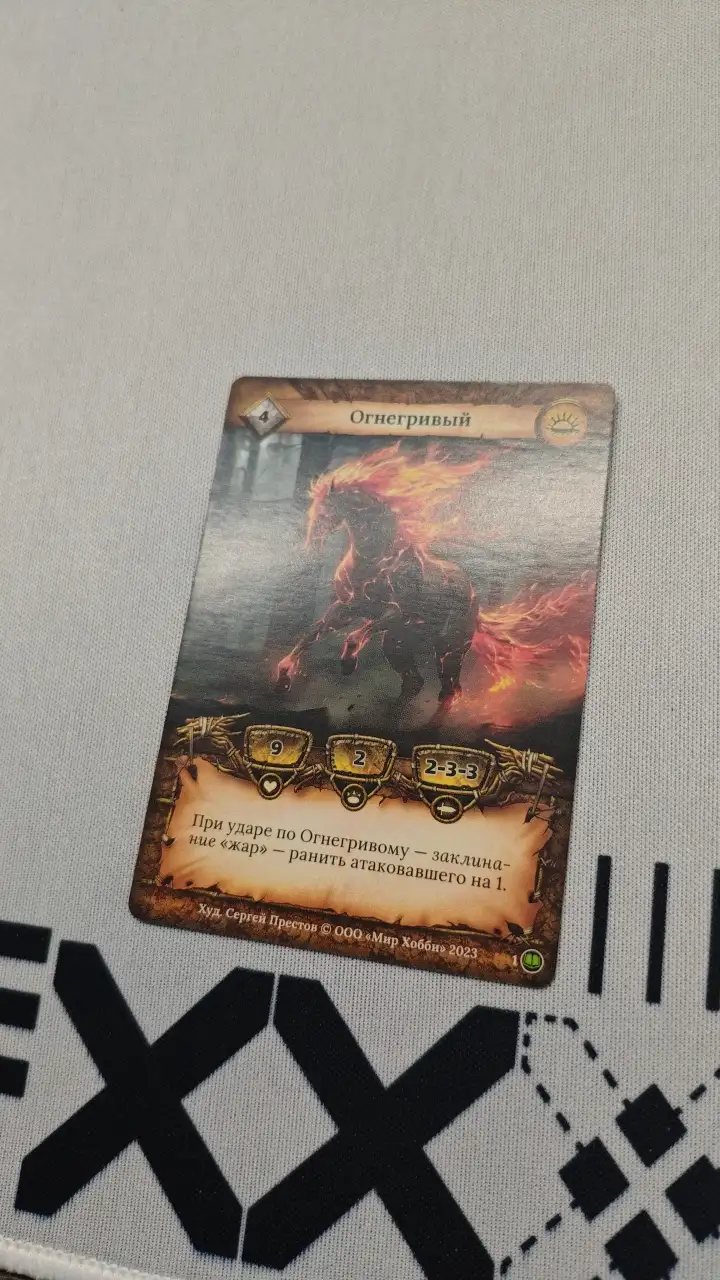 4
Огнегривый
9
2
2-3-3
При ударе по Огнегривому — заклина-
ние «жар» — ранить атаковавшего на 1.
Худ. Сергей Престов © ООО «Мир Хобби» 2023
1